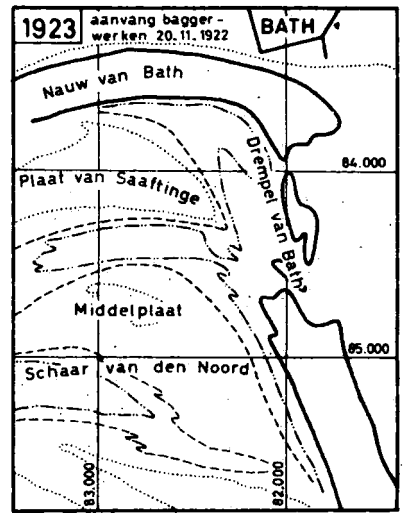 1923
aanvang bagger-
werken 20.11.1922
BATH
Nauw van Bath
Drempel van Bath
84.000
Plaat van Saaftinge
Middelplaat
85.000
Schaar van den Noord
83.000
82.000